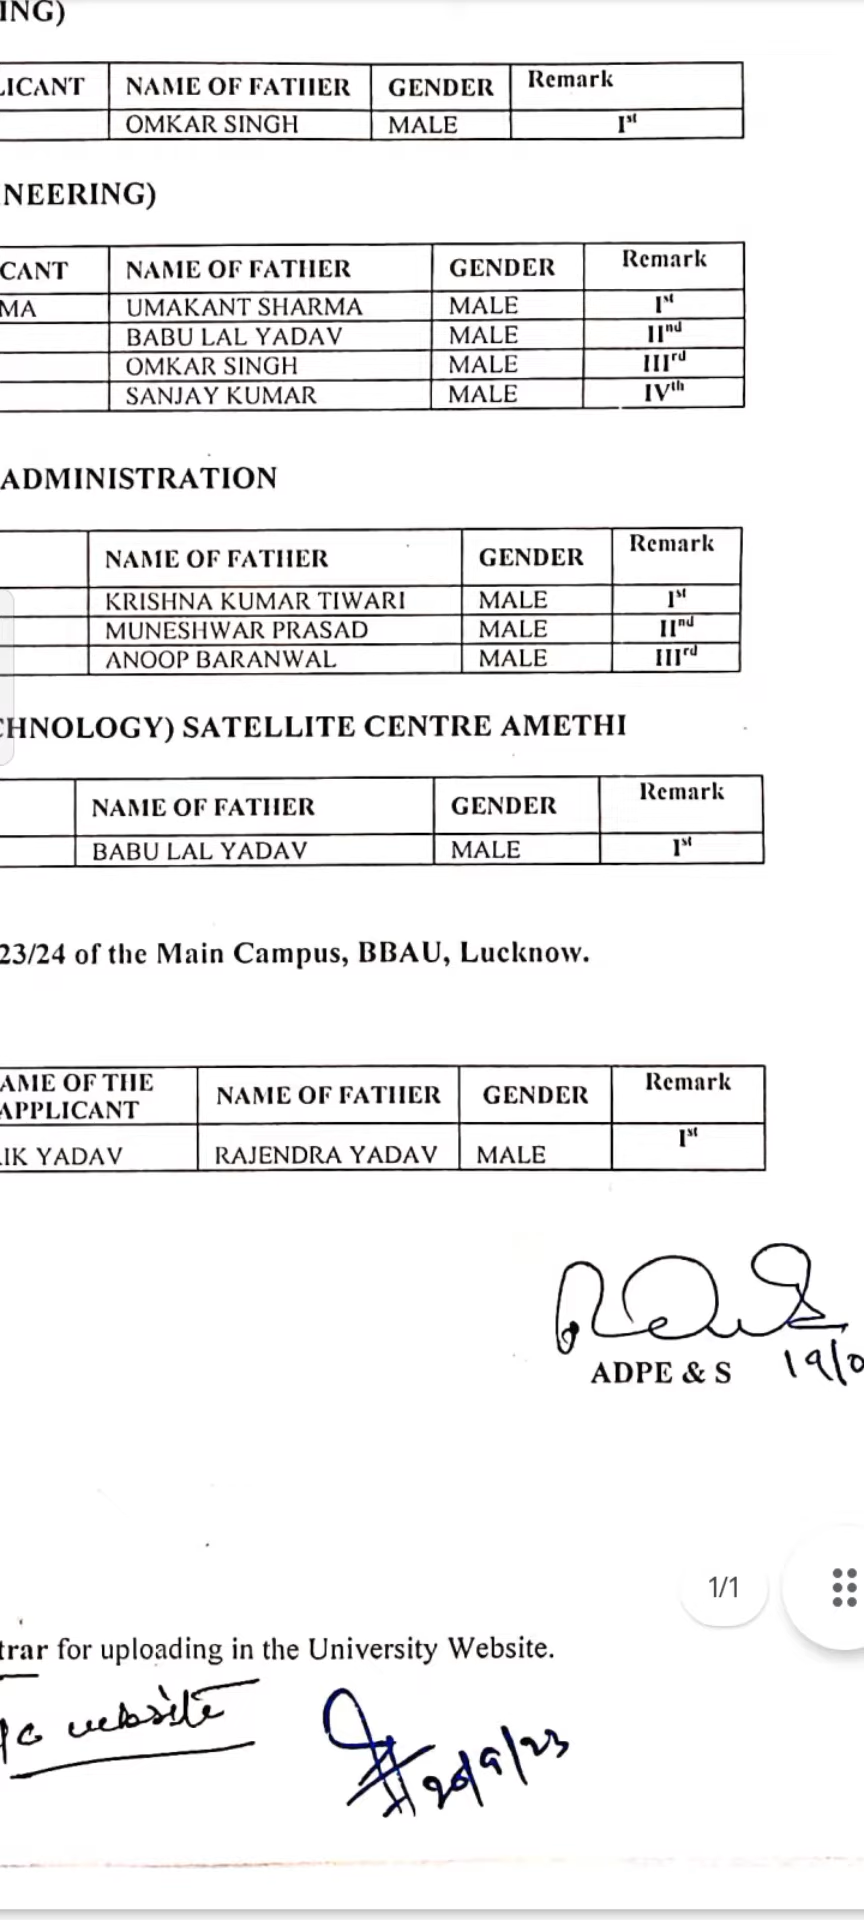 ING)
LICANT NAME OF FATHER GENDER Remark
OMKAR SINGH MALE Ist
NEERING)
CANT NAME OF FATHER GENDER Remark
MA UMAKANT SHARMA MALE Ist
BABU LAL YADAV MALE IInd
OMKAR SINGH MALE IIIrd
SANJAY KUMAR MALE IVth
ADMINISTRATION
NAME OF FATHER GENDER Remark
KRISHNA KUMAR TIWARI MALE Ist
MUNESHWAR PRASAD MALE IInd
ANOOP BARANWAL MALE IIIrd
CHNOLOGY) SATELLITE CENTRE AMETHI
NAME OF FATHER GENDER Remark
BABU LAL YADAV MALE Ist
23/24 of the Main Campus, BBAU, Lucknow.
AME OF THE
APPLICANT NAME OF FATHER GENDER Remark
IK YADAV RAJENDRA YADAV MALE Ist
ADPE & S 19/0
1/1
trar for uploading in the University Website.
website
20/9/23